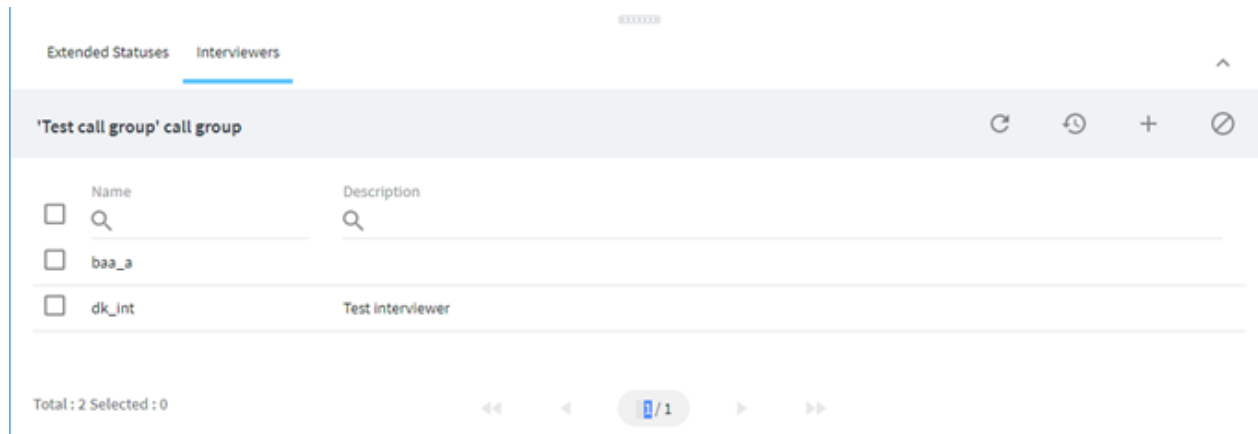 Extended Statuses Interviewers
'Test call group' call group
Name Description
baa_a
dk_int Test interviewer
Total : 2 Selected : 0 1 / 1